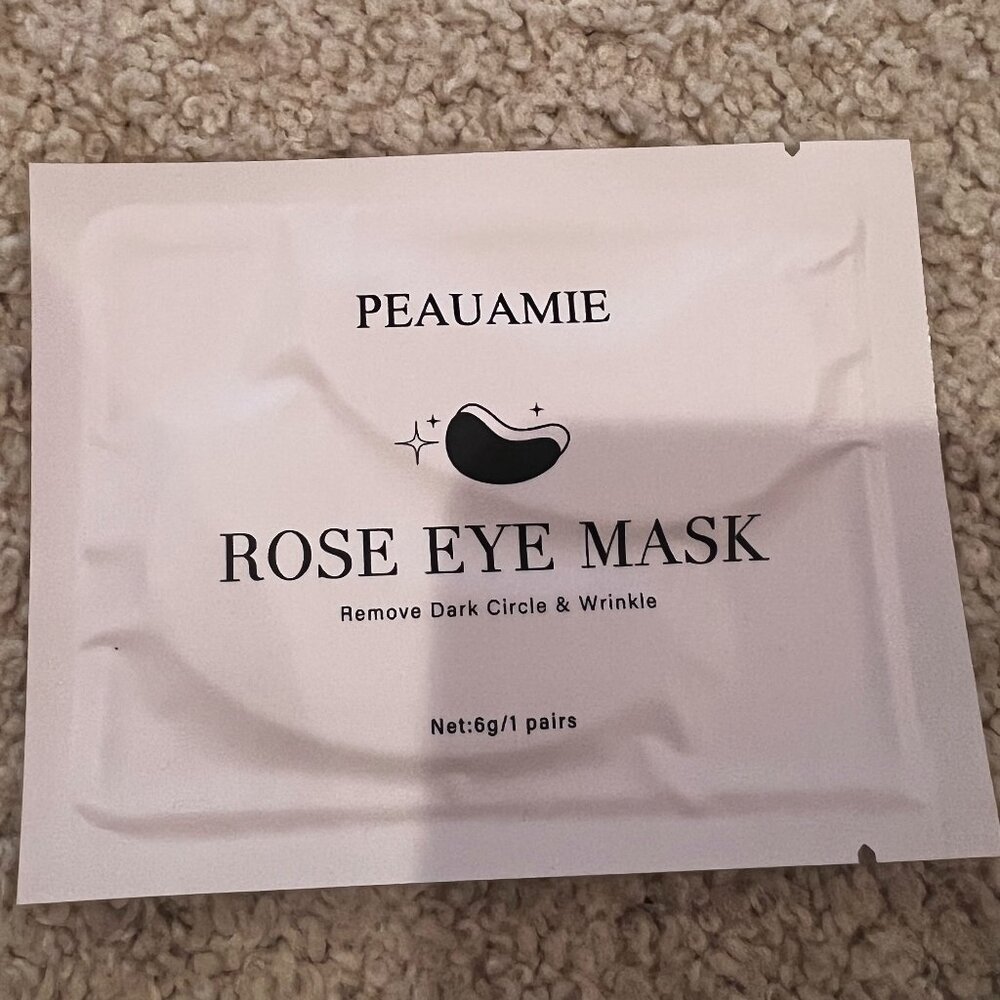 PEAUAMIE
ROSE EYE MASK
Remove Dark Circle & Wrinkle
Net:6g/1 pairs